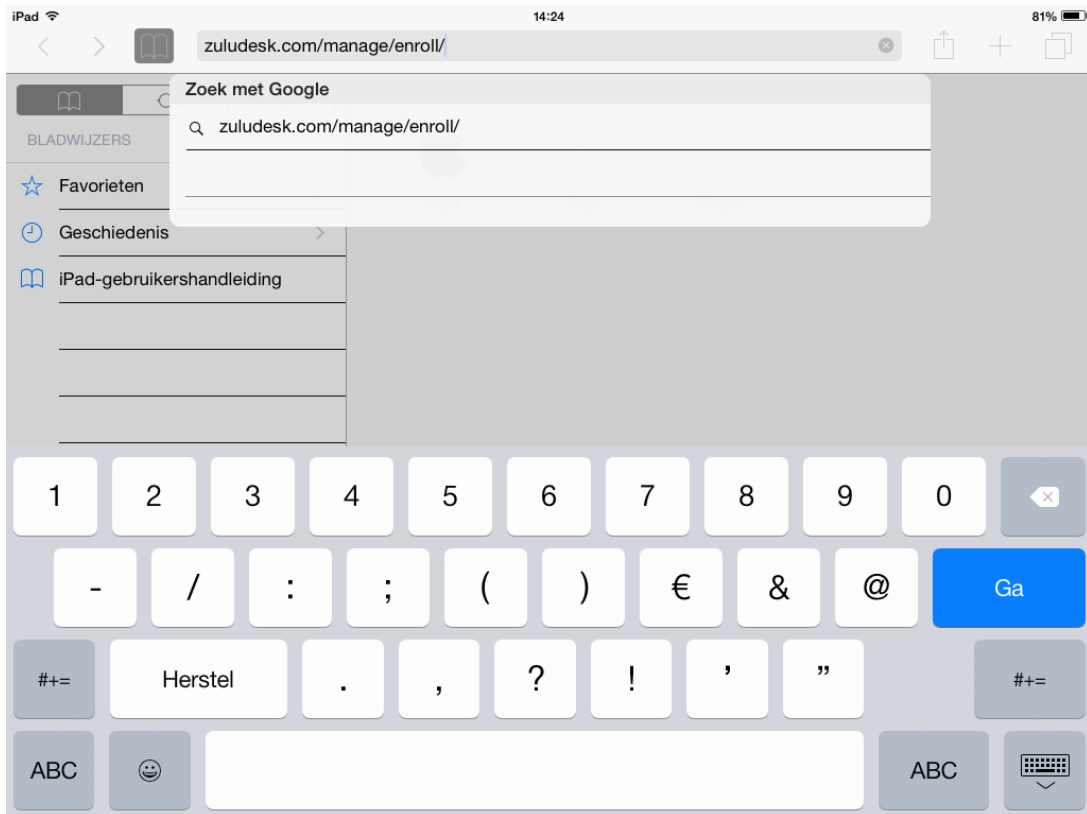 iPad 14:24 81%
zuludesk.com/manage/enroll/
Zoek met Google
zuludesk.com/manage/enroll/
BLADWIJZERS
Favorieten
Geschiedenis
iPad-gebruikershandleiding
1 2 3 4 5 6 7 8 9 0
- / : ; ( ) € & @ Ga
#+= Herstel . , ? ! ’ ” #+=
ABC ABC